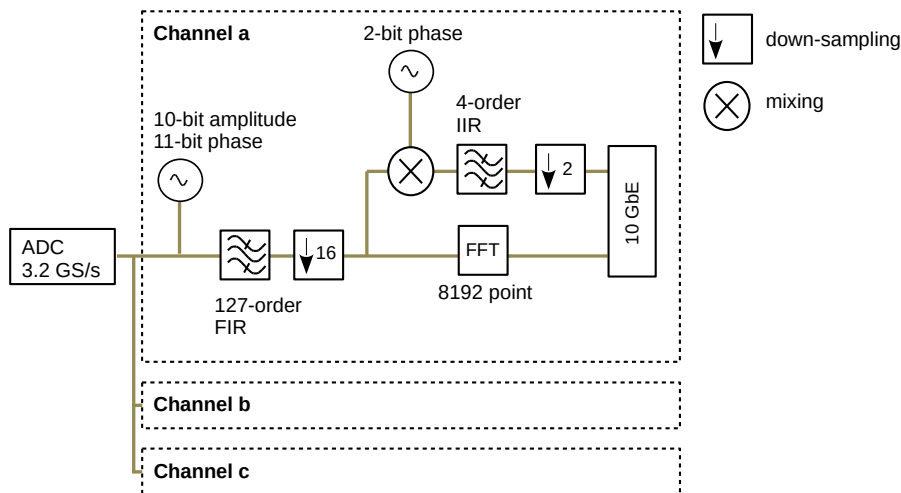 Channel a
2-bit phase
down-sampling
mixing
10-bit amplitude
11-bit phase
4-order
IIR
2
10 GbE
ADC
3.2 GS/s
16
FFT
127-order
FIR
8192 point
Channel b
Channel c